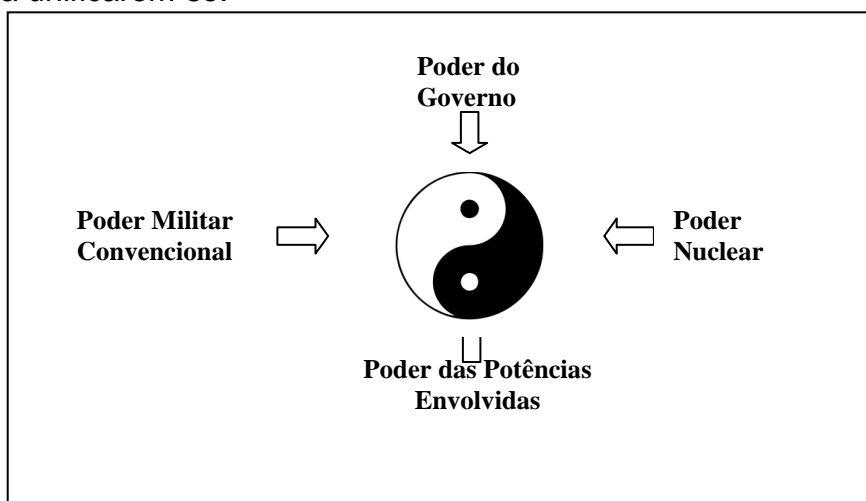 Poder do
Governo
Poder Militar
Convencional
Poder
Nuclear
Poder das Potências
Envolvidas